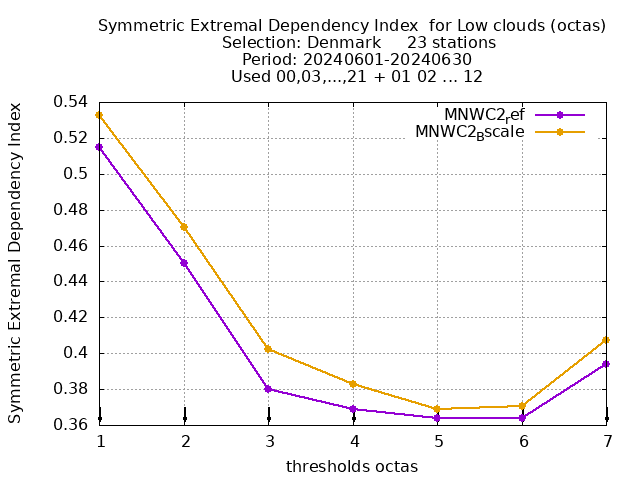 Symmetric Extremal Dependency Index  for Low clouds (octas)
Selection: Denmark     23 stations
Period: 20240601-20240630
Used 00,03,...,21 + 01 02 ... 12
Symmetric Extremal Dependency Index
0.54
0.52
0.5
0.48
0.46
0.44
0.42
0.4
0.38
0.36
MNWC2ref
MNWC2Bscale
1 2 3 4 5 6 7
thresholds octas